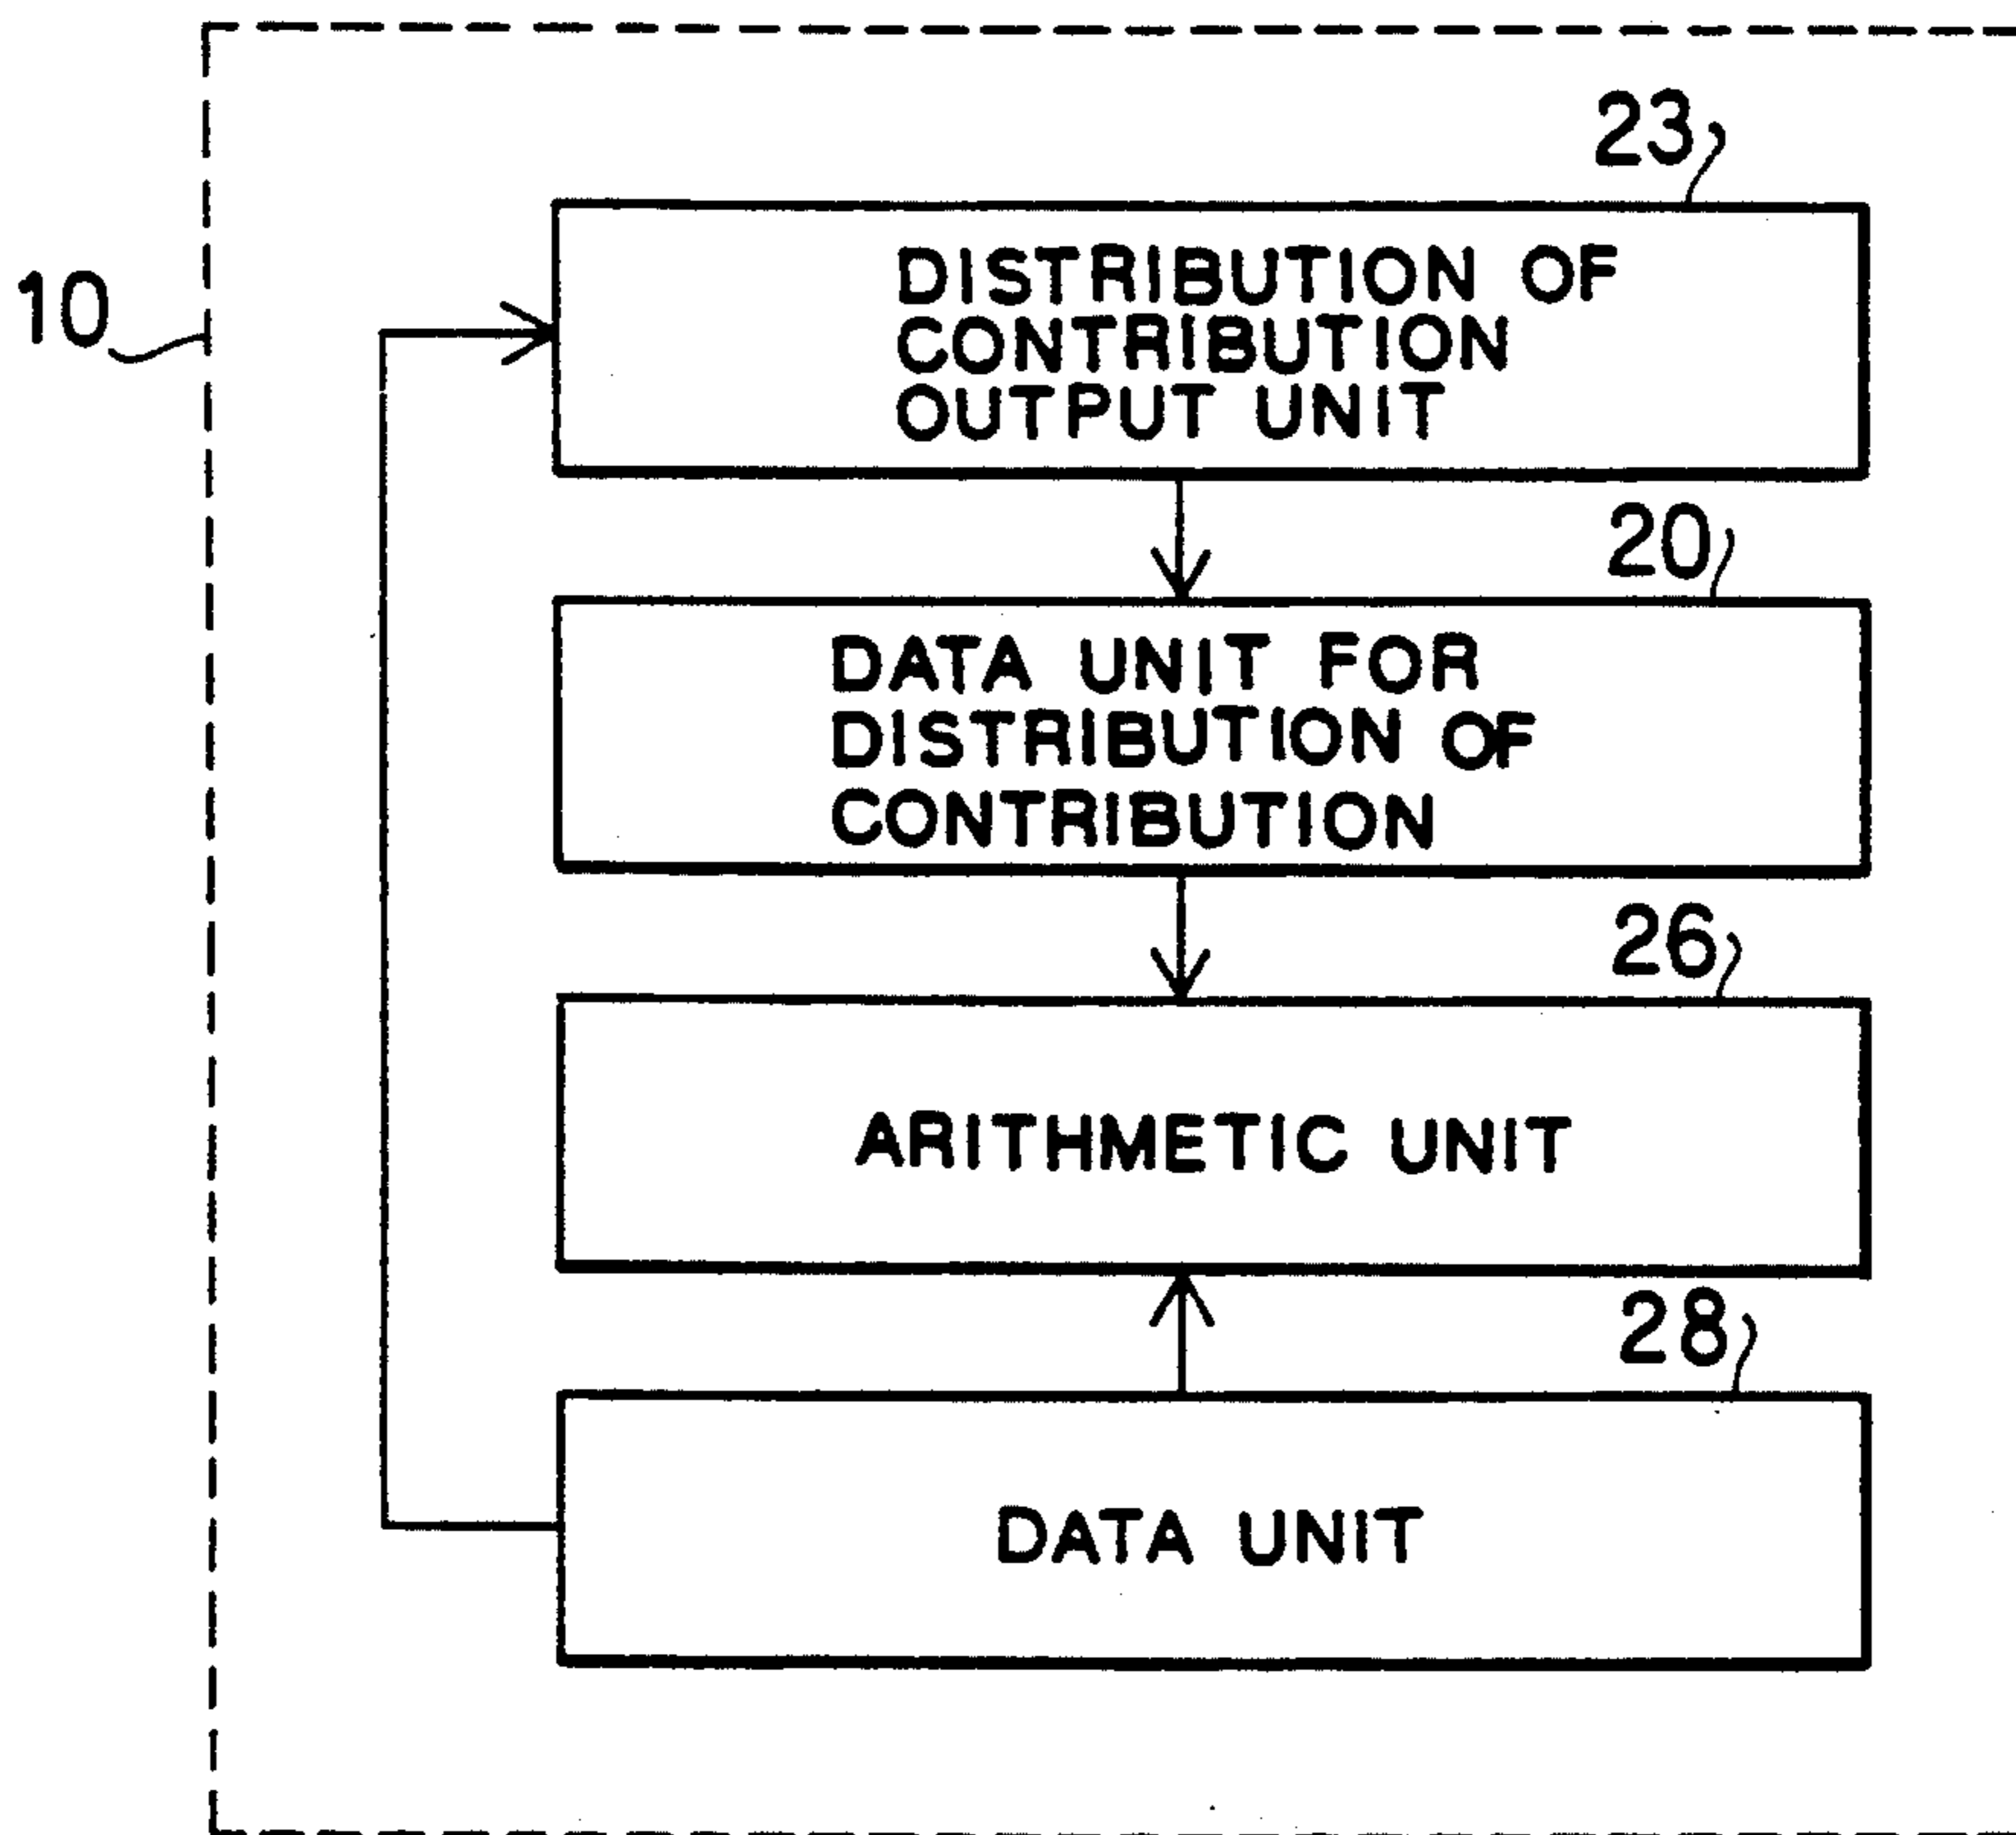 23
10
DISTRIBUTION OF
CONTRIBUTION
OUTPUT UNIT
20
DATA UNIT FOR
DISTRIBUTION OF
CONTRIBUTION
26
ARITHMETIC UNIT
28
DATA UNIT